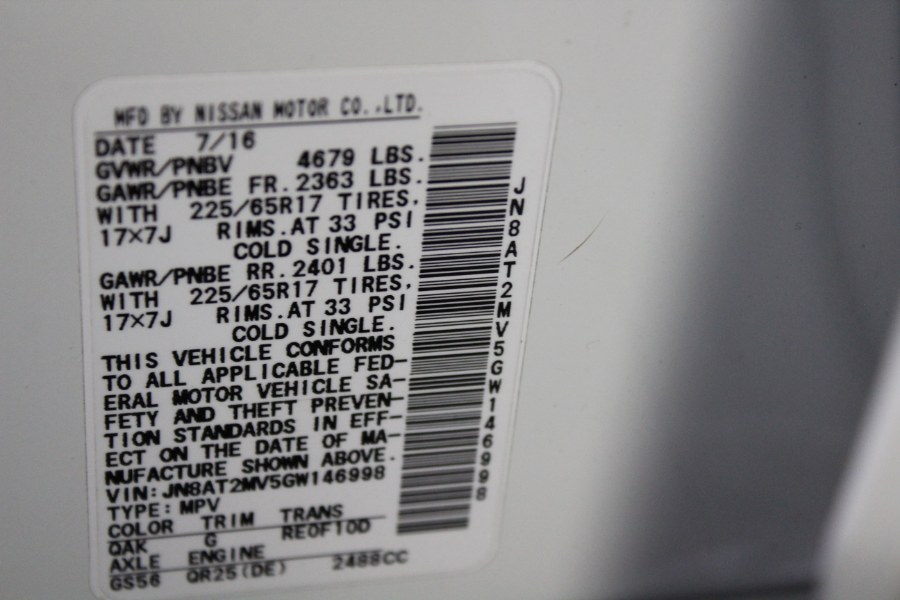 MFD BY NISSAN MOTOR CO.,LTD.
DATE 7/16
GVWR/PNBV 4679 LBS.
GAWR/PNBE FR.2363 LBS.
WITH 225/65R17 TIRES,
17×7J RIMS.AT 33 PSI
COLD SINGLE.
GAWR/PNBE RR.2401 LBS.
WITH 225/65R17 TIRES,
17×7J RIMS.AT 33 PSI
COLD SINGLE.
THIS VEHICLE CONFORMS
TO ALL APPLICABLE FED-
ERAL MOTOR VEHICLE SA-
FETY AND THEFT PREVEN-
TION STANDARDS IN EFF-
ECT ON THE DATE OF MA-
NUFACTURE SHOWN ABOVE.
VIN:JN8AT2MV5GW146998
TYPE:MPV
COLOR TRIM TRANS
QAK G RE0F10D
AXLE ENGINE
GS56 QR25(DE) 2488CC
JN8AT2MV5GW146998